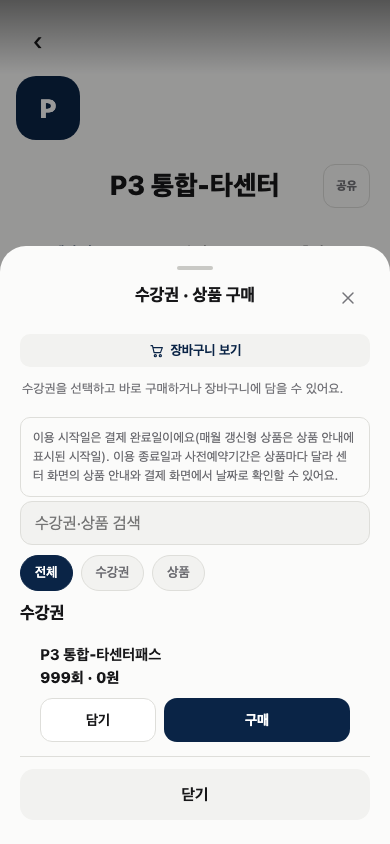 P
P3 통합-타센터
공유
수강권 · 상품 구매
장바구니 보기
수강권을 선택하고 바로 구매하거나 장바구니에 담을 수 있어요.
이용 시작일은 결제 완료일이에요(매월 갱신형 상품은 상품 안내에
표시된 시작일). 이용 종료일과 사전예약기간은 상품마다 달라 센
터 화면의 상품 안내와 결제 화면에서 날짜로 확인할 수 있어요.
수강권·상품 검색
전체
수강권
상품
수강권
P3 통합-타센터패스
999회 · 0원
담기
구매
닫기